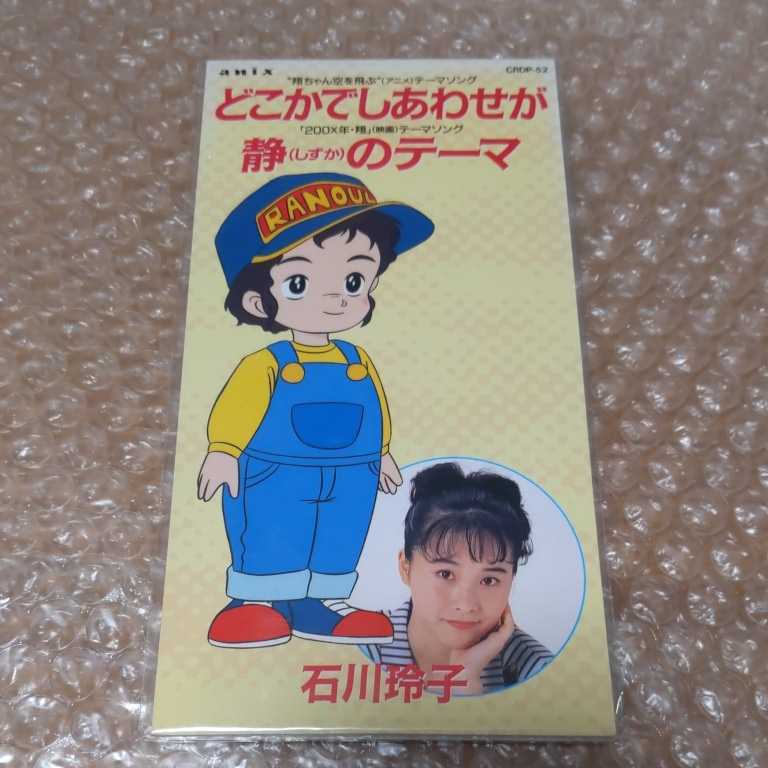 anix
CRDP-52
"翔ちゃん空を飛ぶ"(アニメ)テーマソング
どこかでしあわせが
「200X年・翔」(映画)テーマソング
静(しずか)のテーマ
RANOUL
石川玲子